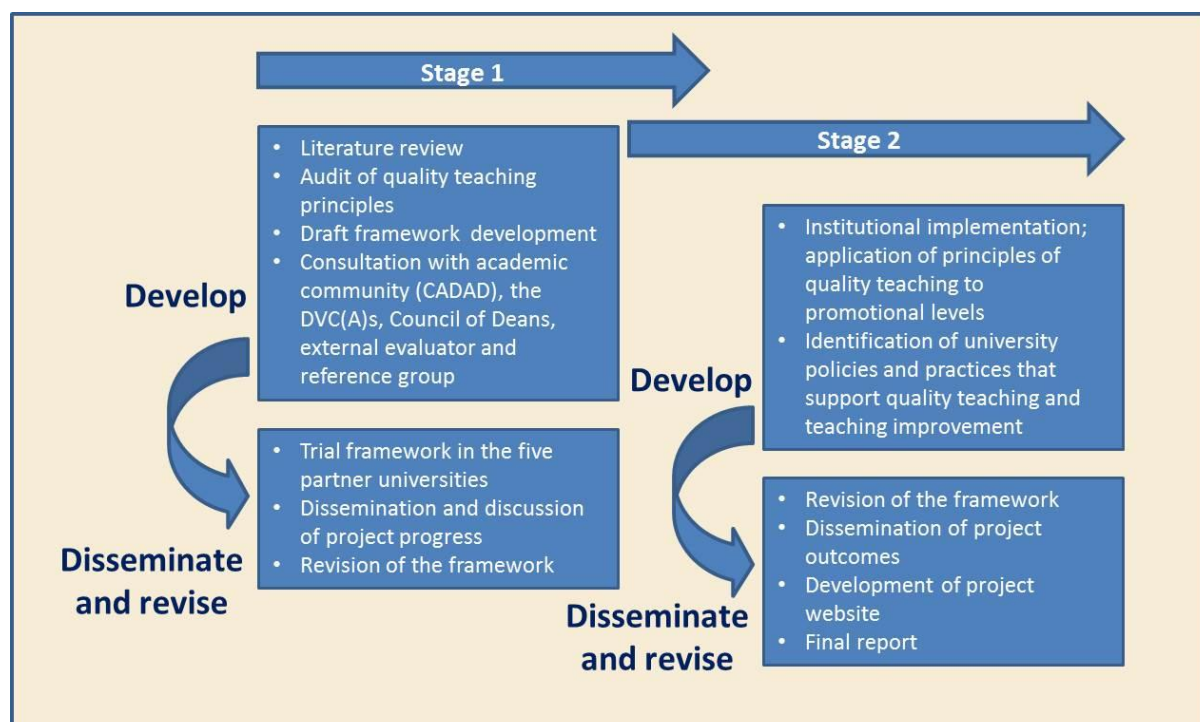 Stage 1
• Literature review
• Audit of quality teaching
principles
• Draft framework development
• Consultation with academic
community (CADAD), the
DVC(A)s, Council of Deans,
external evaluator and
reference group
Develop
• Trial framework in the five
partner universities
• Dissemination and discussion
of project progress
• Revision of the framework
Disseminate
and revise
Stage 2
• Institutional implementation;
application of principles of
quality teaching to
promotional levels
• Identification of university
policies and practices that
support quality teaching and
teaching improvement
Develop
• Revision of the framework
• Dissemination of project
outcomes
• Development of project
website
• Final report
Disseminate
and revise